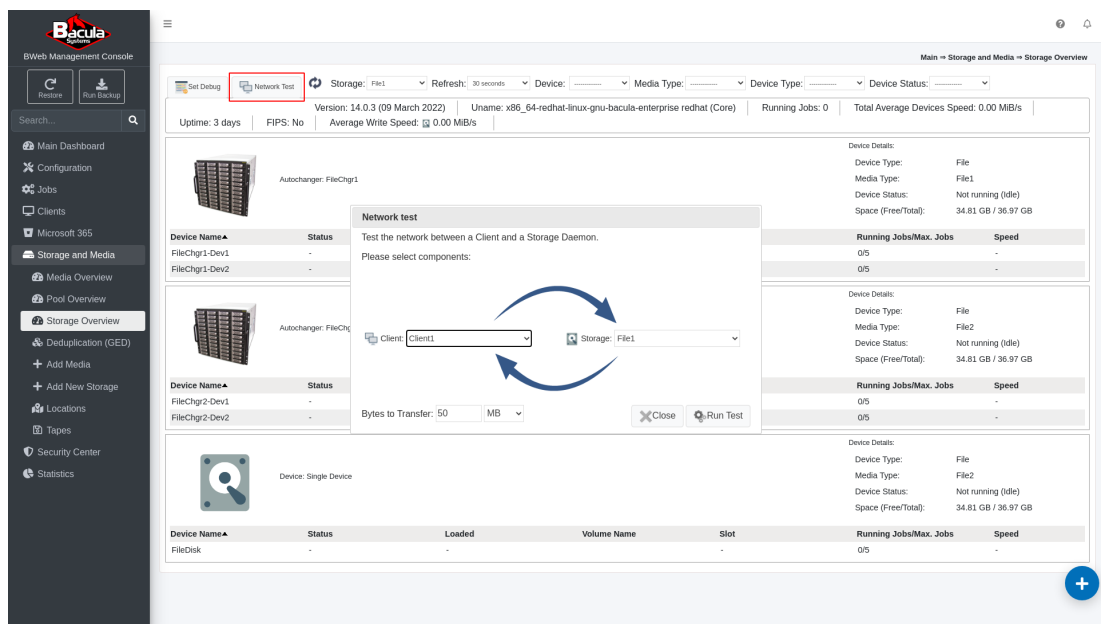 Bacula
Systems
BWeb Management Console
Restore
Run Backup
Search...
Main Dashboard
Configuration
Jobs
Clients
Microsoft 365
Storage and Media
Media Overview
Pool Overview
Storage Overview
Deduplication (GED)
Add Media
Add New Storage
Locations
Tapes
Security Center
Statistics
Main ⇒ Storage and Media ⇒ Storage Overview
Set Debug Network Test Storage: File1 Refresh: 30 seconds Device: ------------ Media Type: ------------ Device Type: ------------ Device Status: ------------
Version: 14.0.3 (09 March 2022) Uname: x86_64-redhat-linux-gnu-bacula-enterprise redhat (Core) Running Jobs: 0 Total Average Devices Speed: 0.00 MiB/s
Uptime: 3 days FIPS: No Average Write Speed: 0.00 MiB/s
Autochanger: FileChgr1
Device Details:
Device Type: File
Media Type: File1
Device Status: Not running (Idle)
Space (Free/Total): 34.81 GB / 36.97 GB
Device Name▲ Status Running Jobs/Max. Jobs Speed
FileChgr1-Dev1 - 0/5 -
FileChgr1-Dev2 - 0/5 -
Network test
Test the network between a Client and a Storage Daemon.
Please select components:
Client: Client1 Storage: File1
Bytes to Transfer: 50 MB Close Run Test
Device Details:
Autochanger:
Device Type: File
Media Type: File2
Device Status: Not running (Idle)
Space (Free/Total): 34.81 GB / 36.97 GB
Device Name▲ Status Running Jobs/Max. Jobs Speed
FileChgr2-Dev1 - 0/5 -
FileChgr2-Dev2 - 0/5 -
Device: Single Device
Device Details:
Device Type: File
Media Type: File2
Device Status: Not running (Idle)
Space (Free/Total): 34.81 GB / 36.97 GB
Device Name▲ Status Loaded Volume Name Slot Running Jobs/Max. Jobs Speed
FileDisk - - - 0/5 -